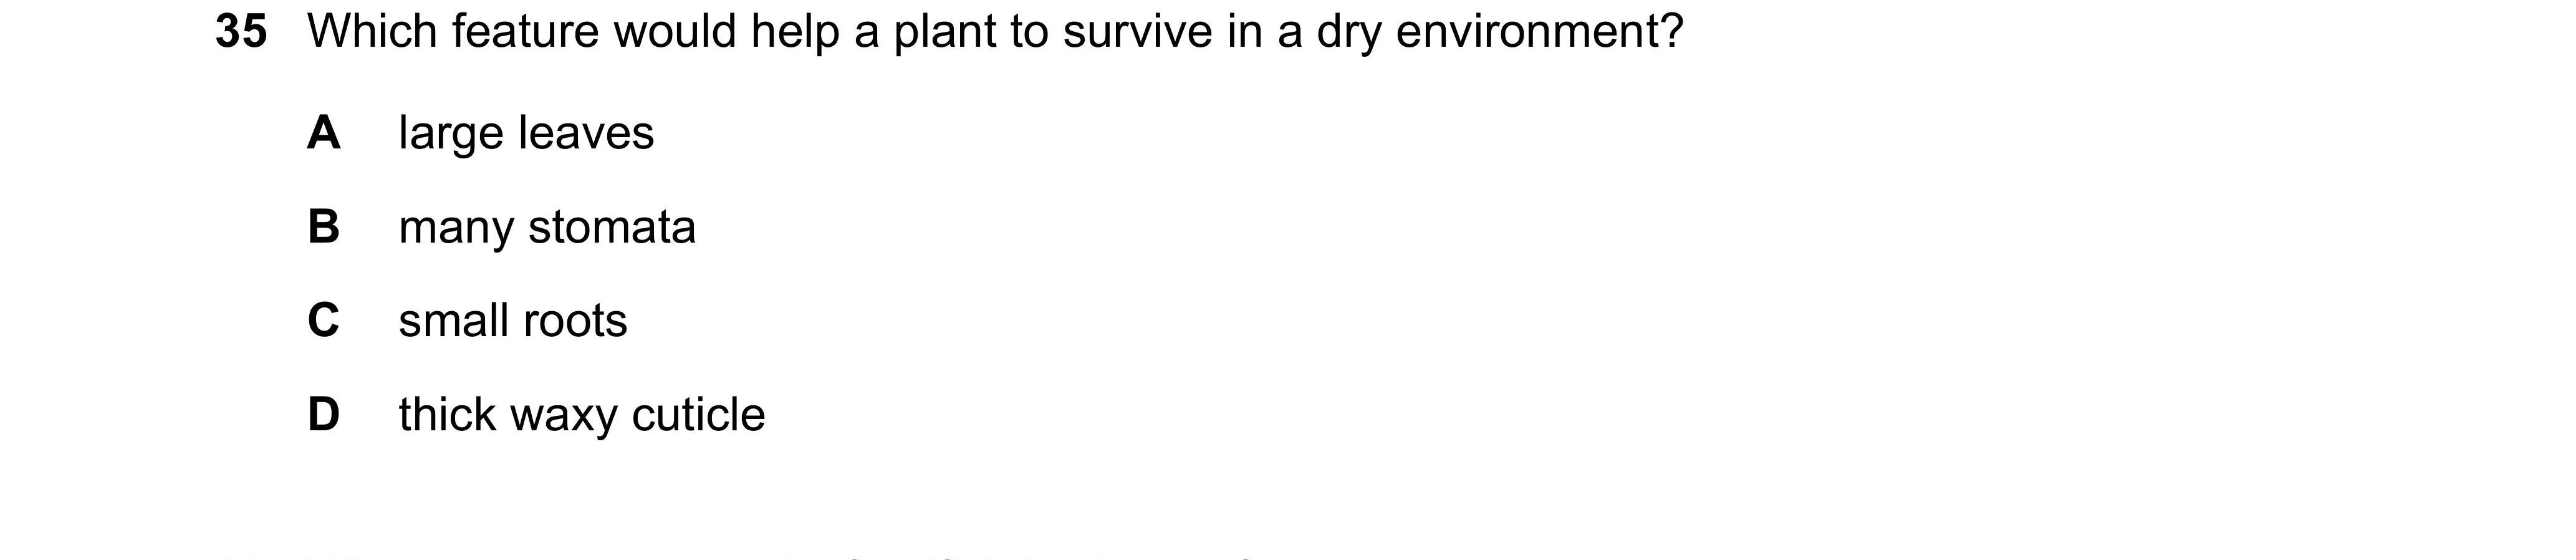 35 Which feature would help a plant to survive in a dry environment?
A large leaves
B many stomata
C small roots
D thick waxy cuticle